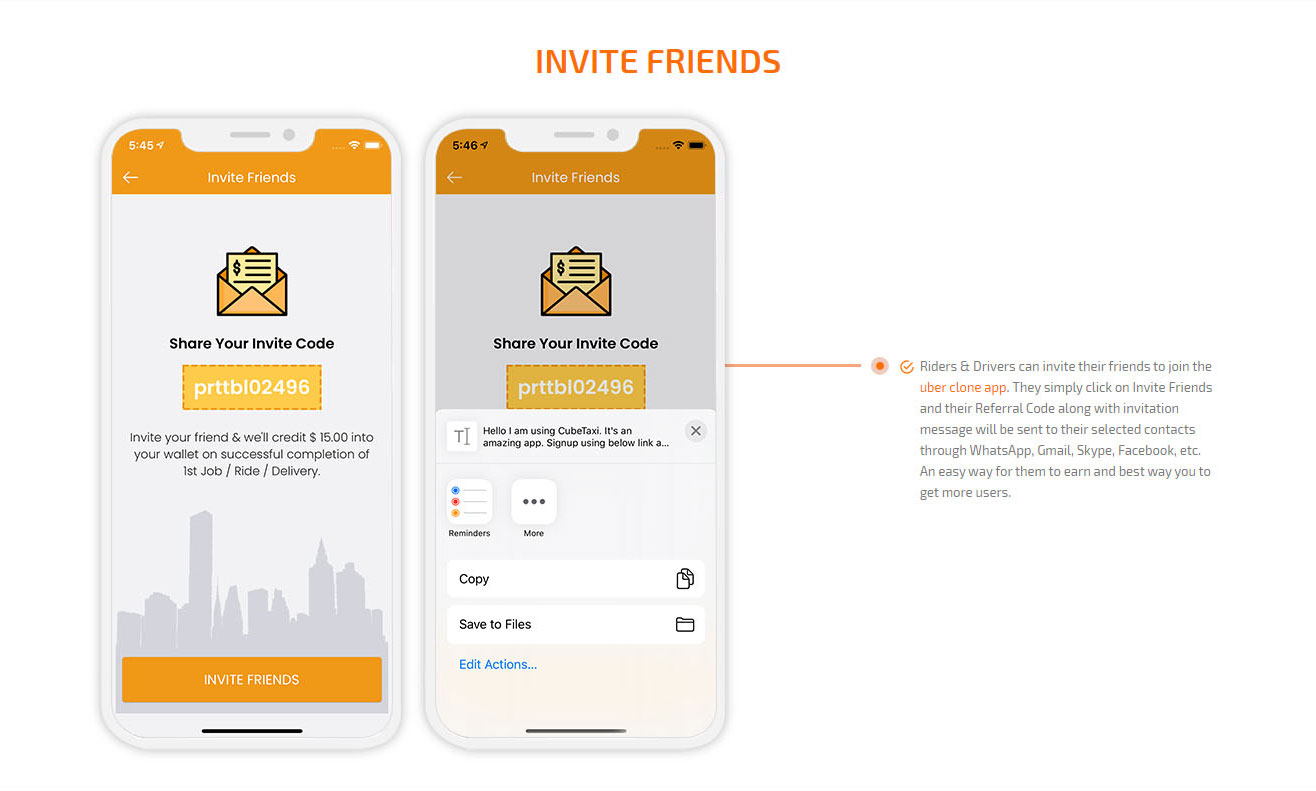 INVITE FRIENDS
5:45
Invite Friends
$
Share Your Invite Code
prttbl02496
Invite your friend & we'll credit $ 15.00 into
your wallet on successful completion of
1st Job / Ride / Delivery.
INVITE FRIENDS
5:46
Invite Friends
$
Share Your Invite Code
prttbl02496
TI
Hello I am using CubeTaxi. It's an
amazing app. Signup using below link a...
Reminders
More
Copy
Save to Files
Edit Actions...
Riders & Drivers can invite their friends to join the
uber clone app. They simply click on Invite Friends
and their Referral Code along with invitation
message will be sent to their selected contacts
through WhatsApp, Gmail, Skype, Facebook, etc.
An easy way for them to earn and best way you to
get more users.